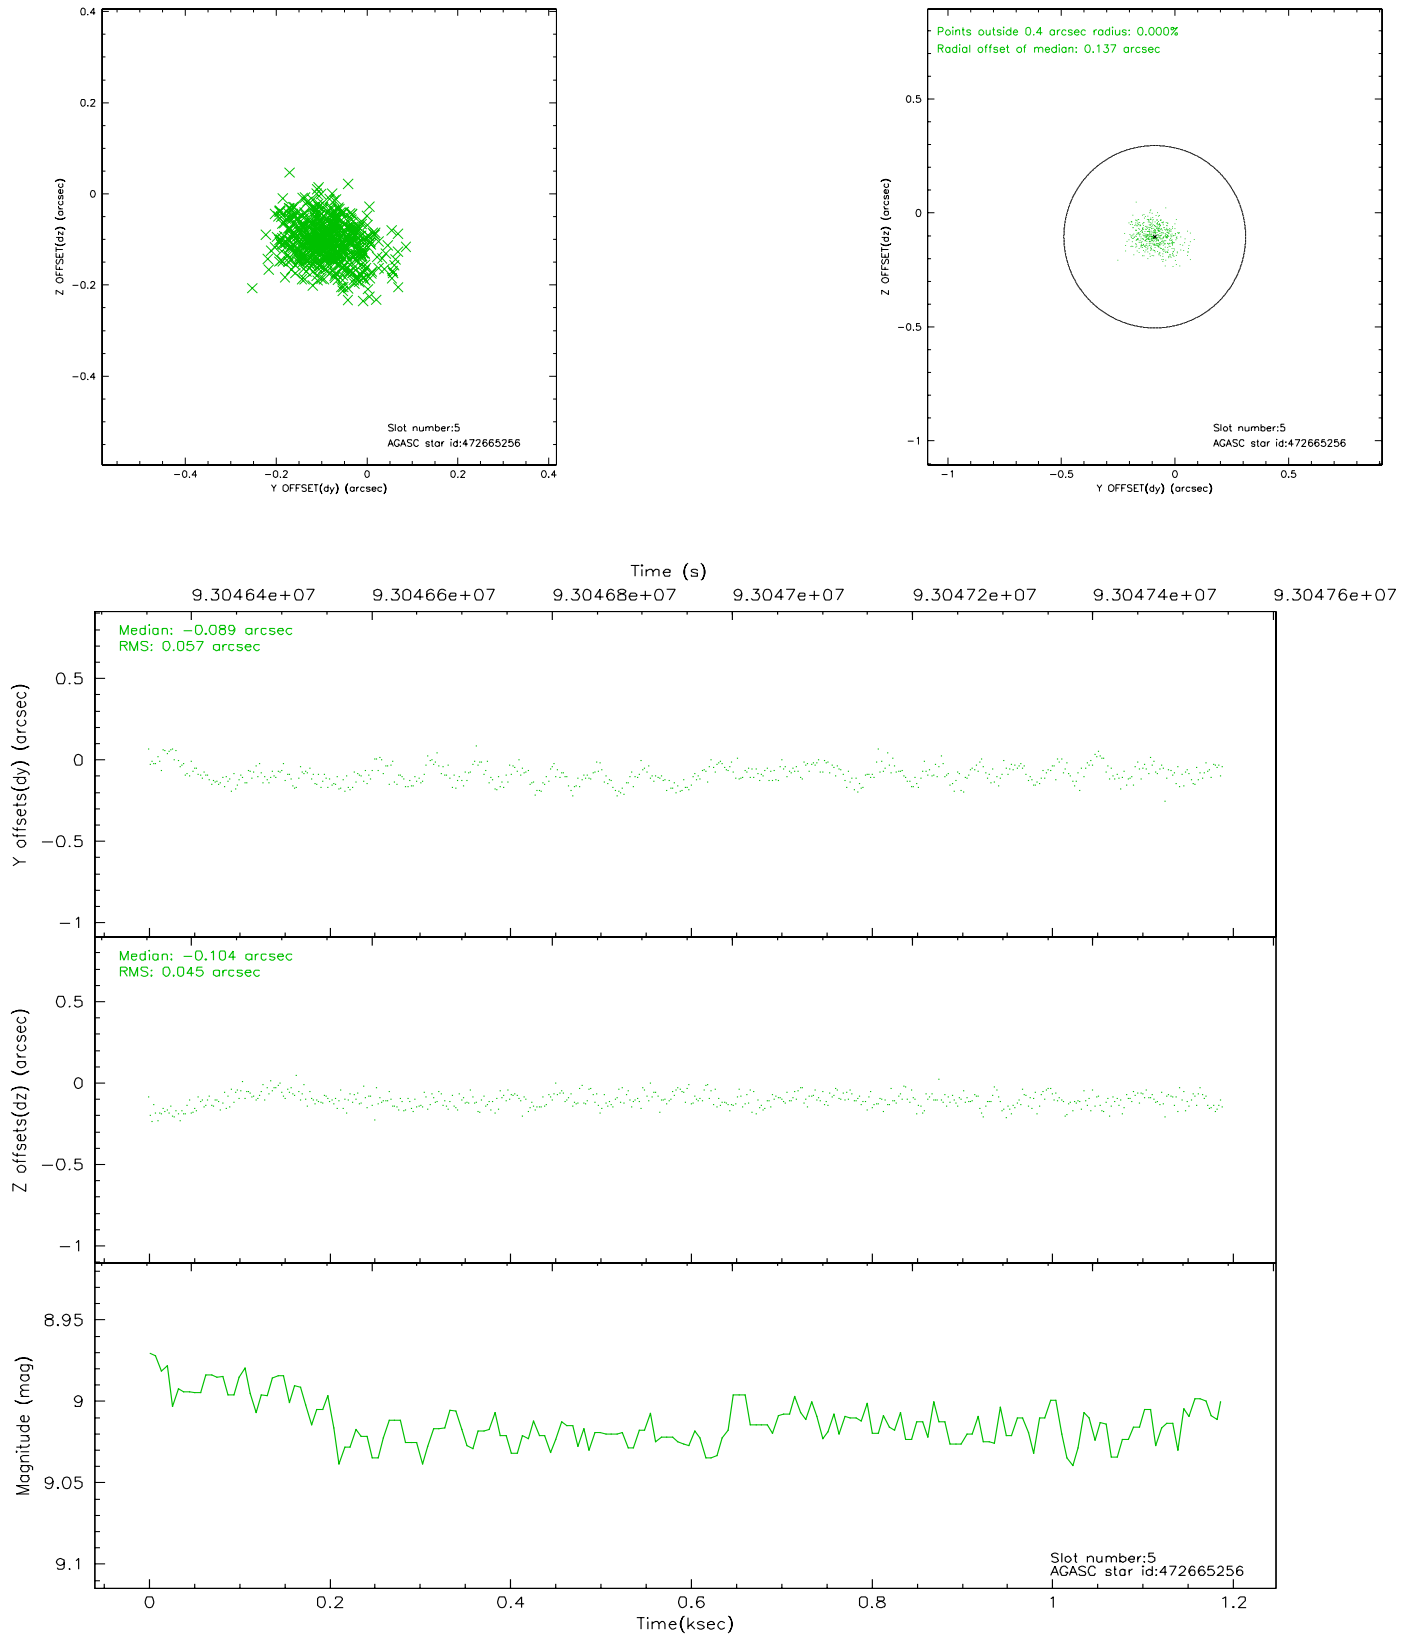 0.4
0.2
0
-0.2
-0.4
Z OFFSET(dz) (arcsec)
Slot number:5
AGASC star id:472665256
-0.4 -0.2 0 0.2 0.4
Y OFFSET(dy) (arcsec)
Points outside 0.4 arcsec radius: 0.000%
Radial offset of median: 0.137 arcsec
0.5
0
-0.5
-1
Z OFFSET(dz) (arcsec)
Slot number:5
AGASC star id:472665256
-1 -0.5 0 0.5
Y OFFSET(dy) (arcsec)
Time (s)
9.30464e+07 9.30466e+07 9.30468e+07 9.3047e+07 9.30472e+07 9.30474e+07 9.30476e+07
Median: -0.089 arcsec
RMS: 0.057 arcsec
0.5
0
-0.5
-1
Y offsets(dy) (arcsec)
Median: -0.104 arcsec
RMS: 0.045 arcsec
0.5
0
-0.5
-1
Z offsets(dz) (arcsec)
8.95
9
9.05
9.1
Magnitude (mag)
Slot number:5
AGASC star id:472665256
0 0.2 0.4 0.6 0.8 1 1.2
Time(ksec)